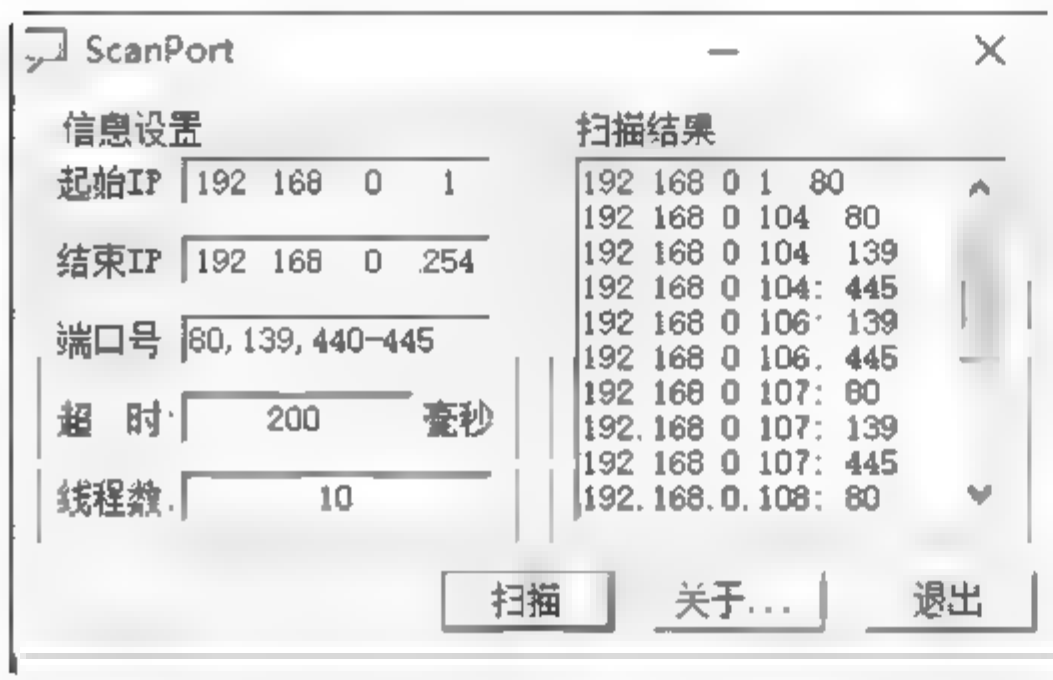 ScanPort
信息设置
起始IP 192 168 0 1
结束IP 192 168 0 .254
端口号 80,139,440-445
超 时: 200 毫秒
线程数. 10
扫描结果
192 168 0 1 80
192 168 0 104 80
192 168 0 104 139
192 168 0 104: 445
192 168 0 106: 139
192 168 0 106. 445
192 168 0 107: 80
192.168 0 107: 139
192 168 0 107: 445
192.168.0.108: 80
扫描 关于... 退出